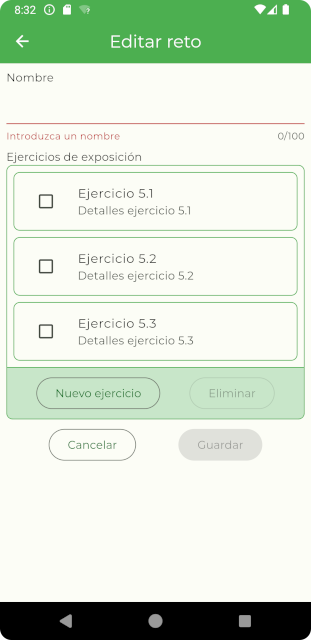 8:32
Editar reto
Nombre
Introduzca un nombre 0/100
Ejercicios de exposición
Ejercicio 5.1
Detalles ejercicio 5.1
Ejercicio 5.2
Detalles ejercicio 5.2
Ejercicio 5.3
Detalles ejercicio 5.3
Nuevo ejercicio Eliminar
Cancelar Guardar